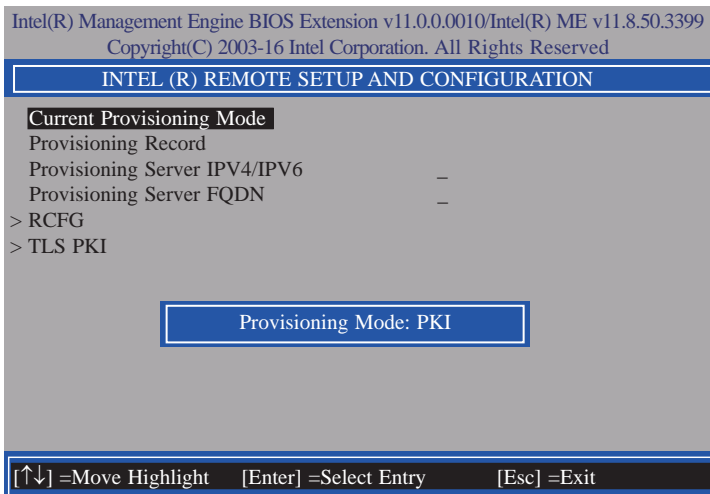 Intel(R) Management Engine BIOS Extension v11.0.0.0010/Intel(R) ME v11.8.50.3399
Copyright(C) 2003-16 Intel Corporation. All Rights Reserved
INTEL (R) REMOTE SETUP AND CONFIGURATION
Current Provisioning Mode
Provisioning Record
Provisioning Server IPV4/IPV6 _
Provisioning Server FQDN _
> RCFG
> TLS PKI
Provisioning Mode: PKI
[↑↓] =Move Highlight [Enter] =Select Entry [Esc] =Exit